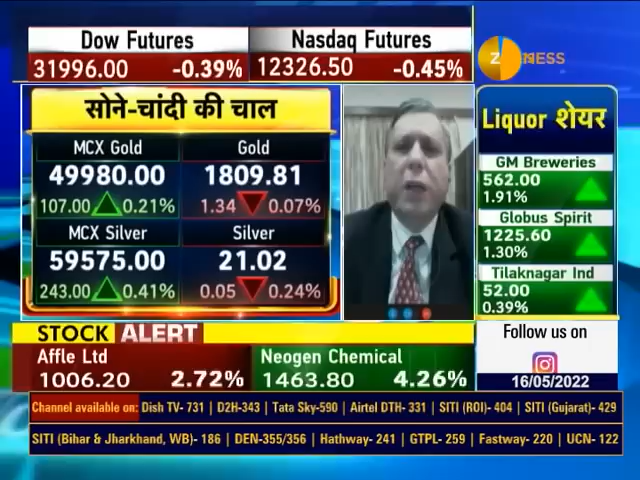 Dow Futures
31996.00 -0.39%
Nasdaq Futures
12326.50 -0.45%
सोने-चांदी की चाल
MCX Gold
49980.00
107.00 0.21%
Gold
1809.81
1.34 0.07%
MCX Silver
59575.00
243.00 0.41%
Silver
21.02
0.05 0.24%
Liquor शेयर
GM Breweries
562.00
1.91%
Globus Spirit
1225.60
1.30%
Tilaknagar Ind
52.00
0.39%
STOCK ALERT
Affle Ltd
1006.20 2.72%
Neogen Chemical
1463.80 4.26%
Follow us on
16/05/2022
Channel available on: Dish TV- 731 | D2H-343 | Tata Sky-590 | Airtel DTH- 331 | SITI (ROI)- 404 | SITI (Gujarat)- 429
SITI (Bihar & Jharkhand, WB)- 186 | DEN-355/356 | Hathway- 241 | GTPL- 259 | Fastway- 220 | UCN- 122